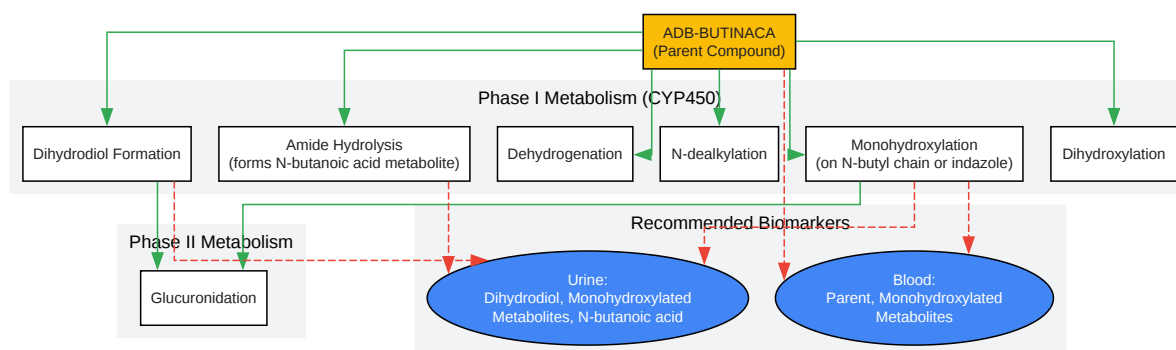 ADB-BUTINACA
(Parent Compound)
Phase I Metabolism (CYP450)
Dihydrodiol Formation
Amide Hydrolysis
(forms N-butanoic acid metabolite)
Dehydrogenation
N-dealkylation
Monohydroxylation
(on N-butyl chain or indazole)
Dihydroxylation
Phase II Metabolism
Glucuronidation
Recommended Biomarkers
Urine:
Dihydrodiol, Monohydroxylated
Metabolites, N-butanoic acid
Blood:
Parent, Monohydroxylated
Metabolites